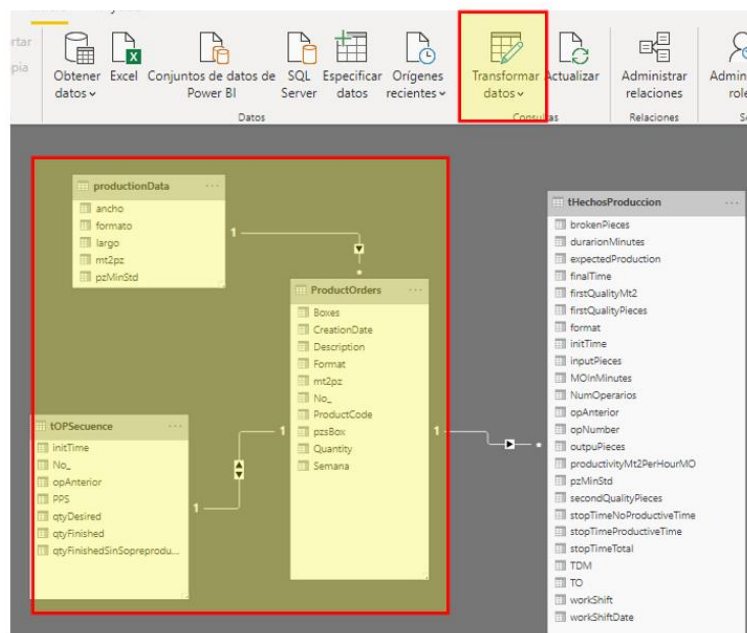 rtar
pia
Obtener
datos
Excel
Conjuntos de datos de
Power BI
SQL
Server
Especificar
datos
Orígenes
recientes
Datos
Transformar
datos
Actualizar
Consultas
Administrar
relaciones
Relaciones
Admin
role
productionData
ancho
formato
largo
mt2pz
pzMinStd
1
ProductOrders
Boxes
CreationDate
Description
Format
mt2pz
No_
ProductCode
pzsBox
Quantity
Semana
1
1
tOPSecuence
initTime
No_
opAnterior
PPS
qtyDesired
qtyFinished
qtyFinishedSinSopreprodu...
1
tHechosProduccion
brokenPieces
durarionMinutes
expectedProduction
finalTime
firstQualityMt2
firstQualityPieces
format
initTime
inputPieces
MOInMinutes
NumOperarios
opAnterior
opNumber
outpuPieces
productivityMt2PerHourMO
pzMinStd
secondQualityPieces
stopTimeNoProductiveTime
stopTimeProductiveTime
stopTimeTotal
TDM
TO
workShift
workShiftDate